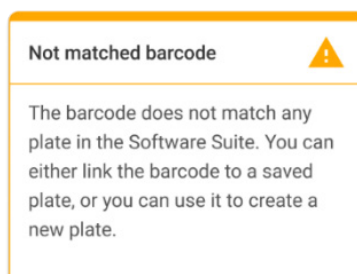 Not matched barcode
The barcode does not match any
plate in the Software Suite. You can
either link the barcode to a saved
plate, or you can use it to create a
new plate.